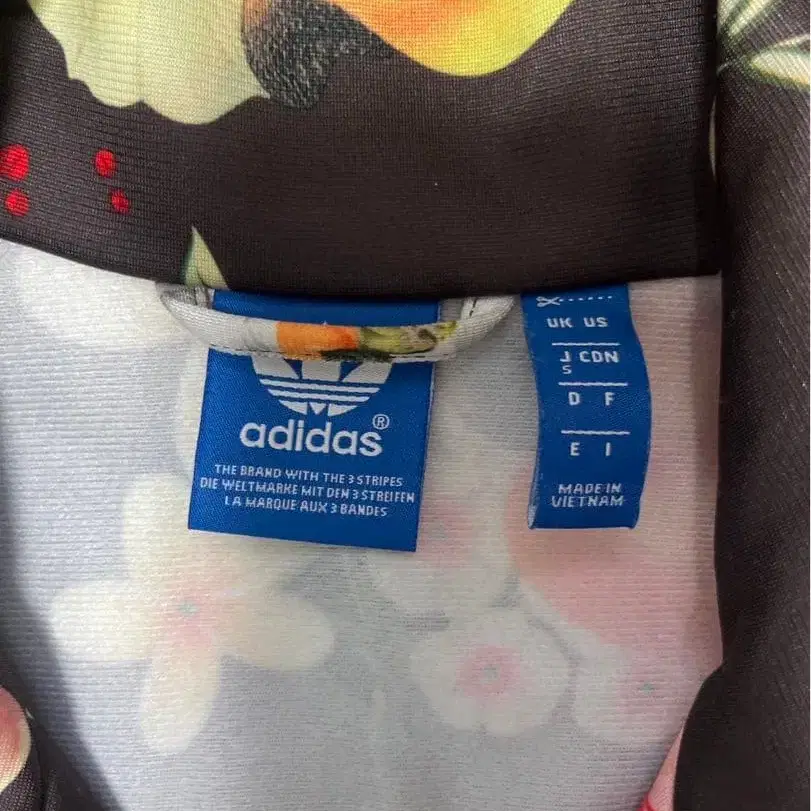 adidas®
THE BRAND WITH THE 3 STRIPES
DIE WELTMARKE MIT DEN 3 STREIFEN
LA MARQUE AUX 3 BANDES
UK US
J CDN
S
D F
E I
MADE IN
VIETNAM